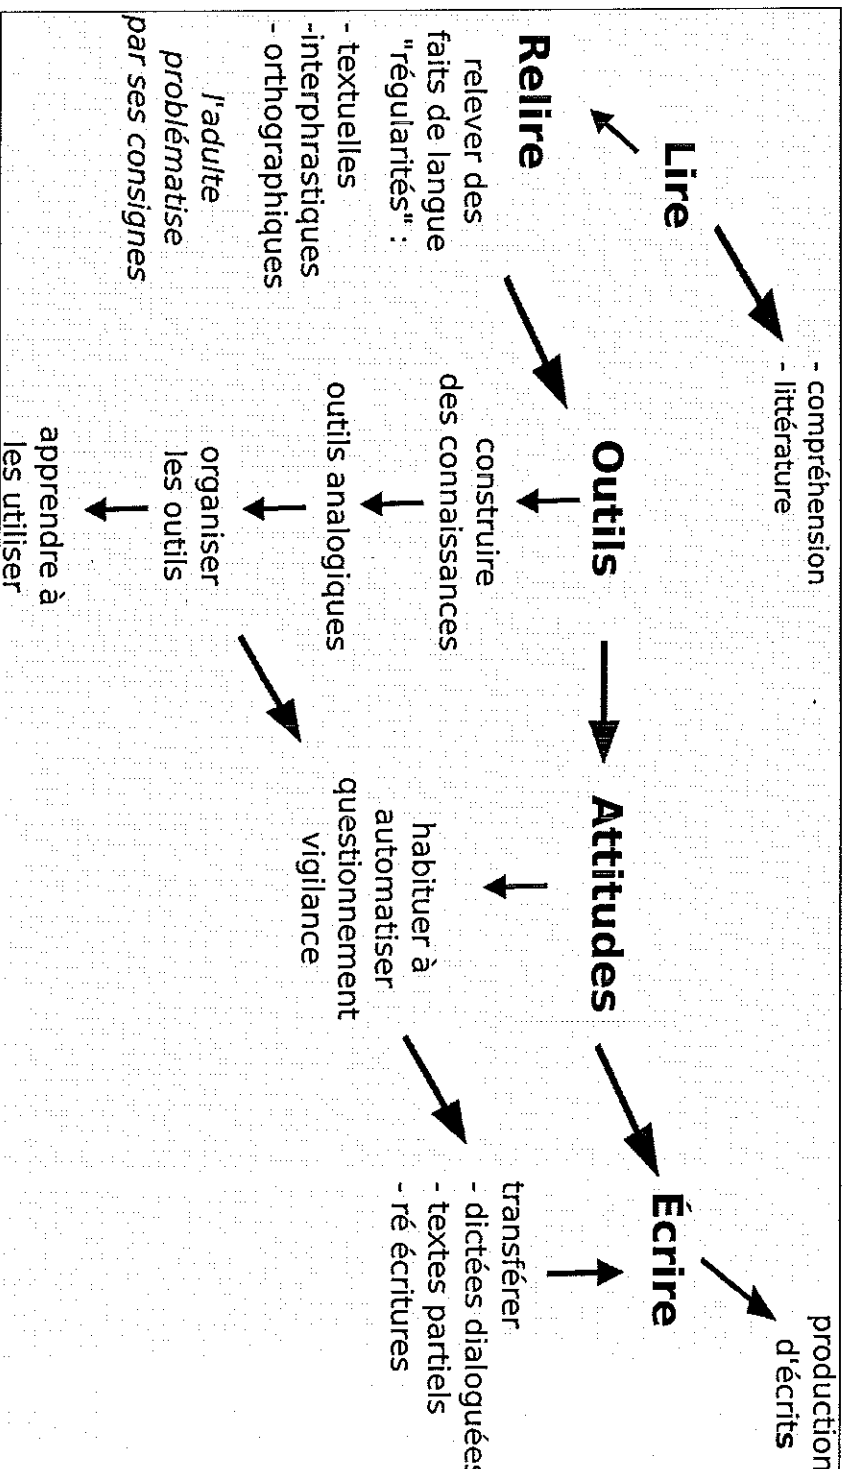 - compréhension
- littérature
production
d'écrits
Lire
Relire
relever des
faits de langue
"régularités" :
- textuelles
-interphrastiques
- orthographiques
l'adulte
problématise
par ses consignes
Outils
construire
des connaissances
outils analogiques
organiser
les outils
apprendre à
les utiliser
Attitudes
habituer à
automatiser
questionnement
vigilance
Écrire
transférer
- dictées dialoguées
- textes partiels
- ré écritures